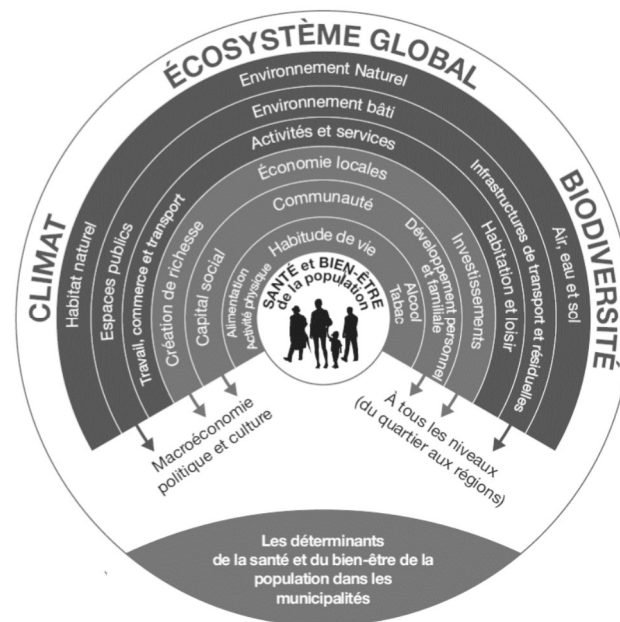 ÉCOSYSTÈME GLOBAL
CLIMAT
BIODIVERSITÉ
Environnement Naturel
Habitat naturel
Air, eau et sol
Environnement bâti
Espaces publics
Infrastructures de transport et résiduelles
Activités et services
Travail, commerce et transport
Habitation et loisir
Économie locales
Création de richesse
Investissements
Communauté
Capital social
Développement personnel
et familiale
Habitude de vie
Alimentation
Activité physique
Alcool
Tabac
SANTÉ et BIEN-ÊTRE
de la population
Macroéconomie
politique et culture
À tous les niveaux
(du quartier aux régions)
Les déterminants
de la santé et du bien-être de la
population dans les
municipalités